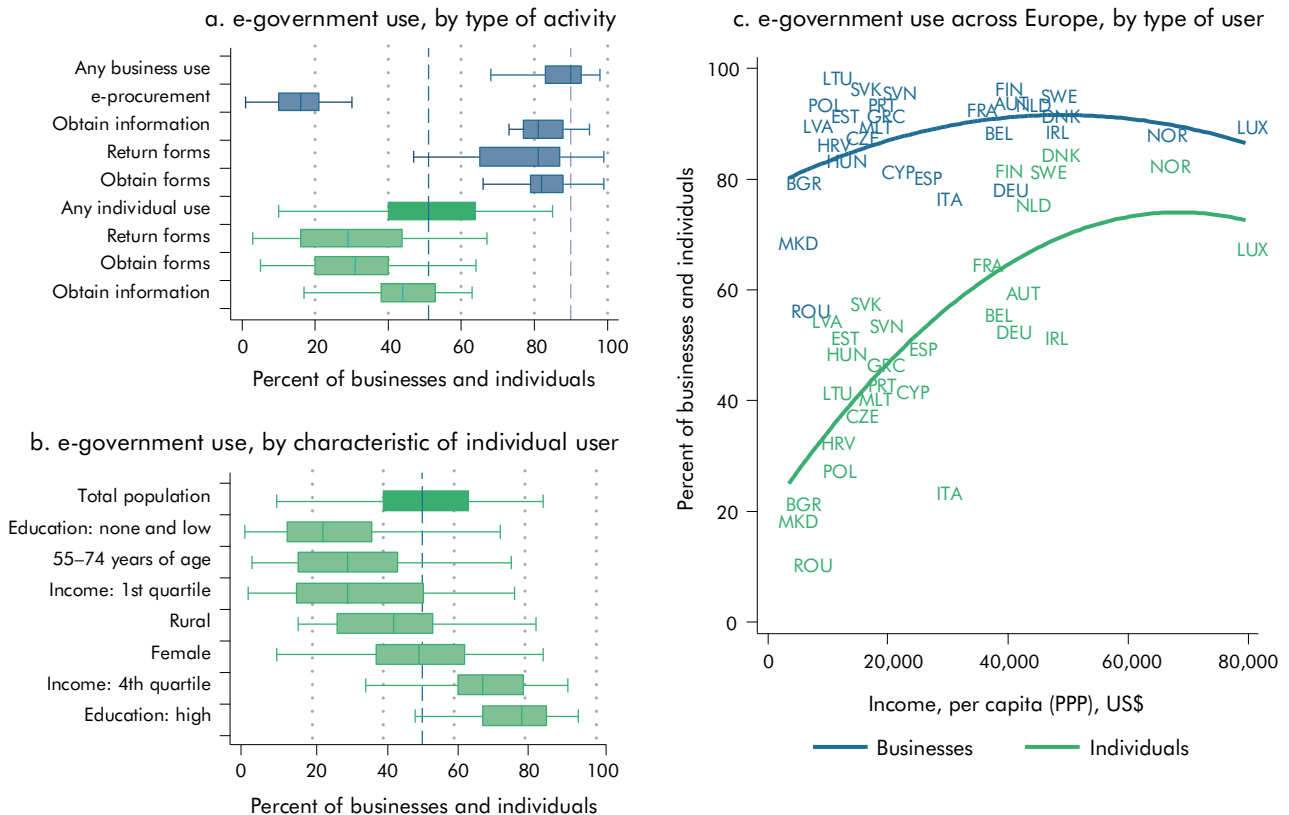 a. e-government use, by type of activity
Any business use
e-procurement
Obtain information
Return forms
Obtain forms
Any individual use
Return forms
Obtain forms
Obtain information
0 20 40 60 80 100
Percent of businesses and individuals
b. e-government use, by characteristic of individual user
Total population
Education: none and low
55–74 years of age
Income: 1st quartile
Rural
Female
Income: 4th quartile
Education: high
0 20 40 60 80 100
Percent of businesses and individuals
c. e-government use across Europe, by type of user
Percent of businesses and individuals
100
80
60
40
20
0
LTU
SVK SVN FIN SWE
POL PRT AUT NLD
EST GRC FRA DNK
LVA MLT BEL IRL NOR LUX
HRV CZE
HUN
BGR CYP ESP DEU
ITA
MKD
ROU
DNK
FIN SWE NOR
NLD
LUX
FRA
AUT
SVK
LVA SVN BEL
EST DEU IRL
HUN ESP
GRC
LTU PRT CYP
MLT
CZE
HRV
POL
ITA
BGR
MKD
ROU
0 20,000 40,000 60,000 80,000
Income, per capita (PPP), US$
Businesses Individuals